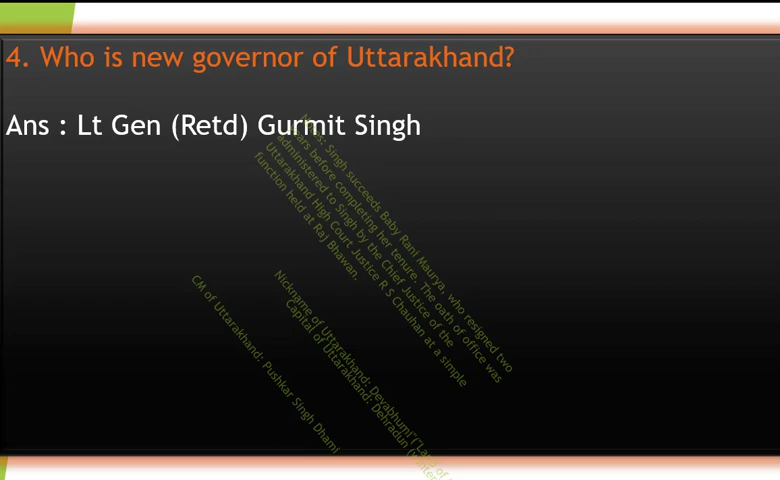 4. Who is new governor of Uttarakhand?
Ans : Lt Gen (Retd) Gurmit Singh
Singh succeeds Baby Rani Maurya, who resigned two
years before completing her tenure. The oath of office was
administered to Singh by the Chief Justice of the
Uttarakhand High Court Justice R S Chauhan at a simple
function held at Raj Bhawan.
Nickname of Uttarakhand: Devabhumi"("Land of
Capital of Uttarakhand: Dehradun (winter
CM of Uttarakhand: Pushkar Singh Dhami